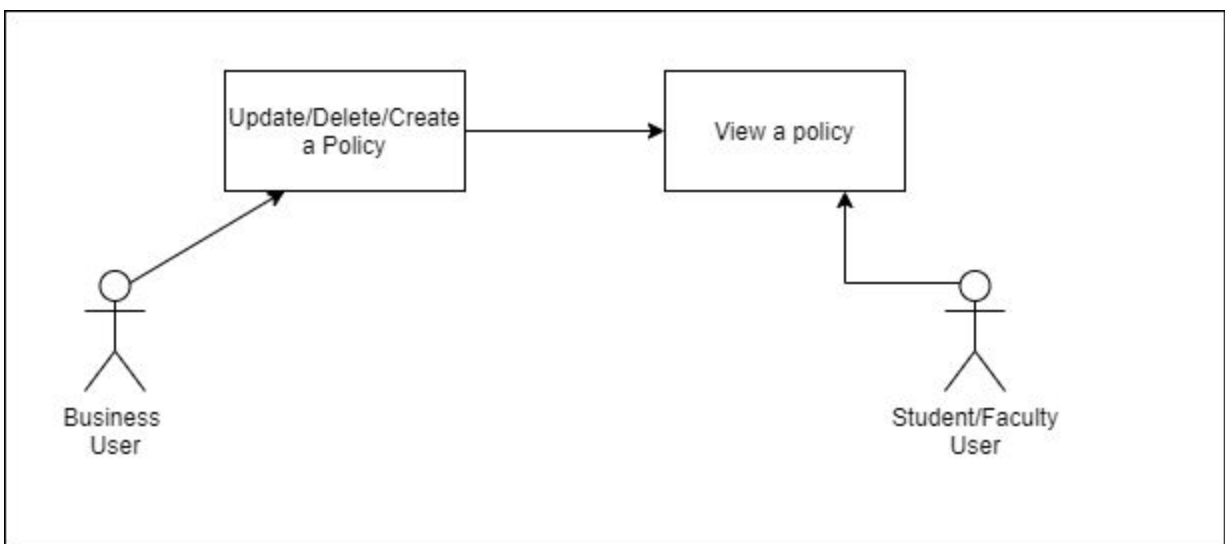 Update/Delete/Create
a Policy
View a policy
Business
User
Student/Faculty
User